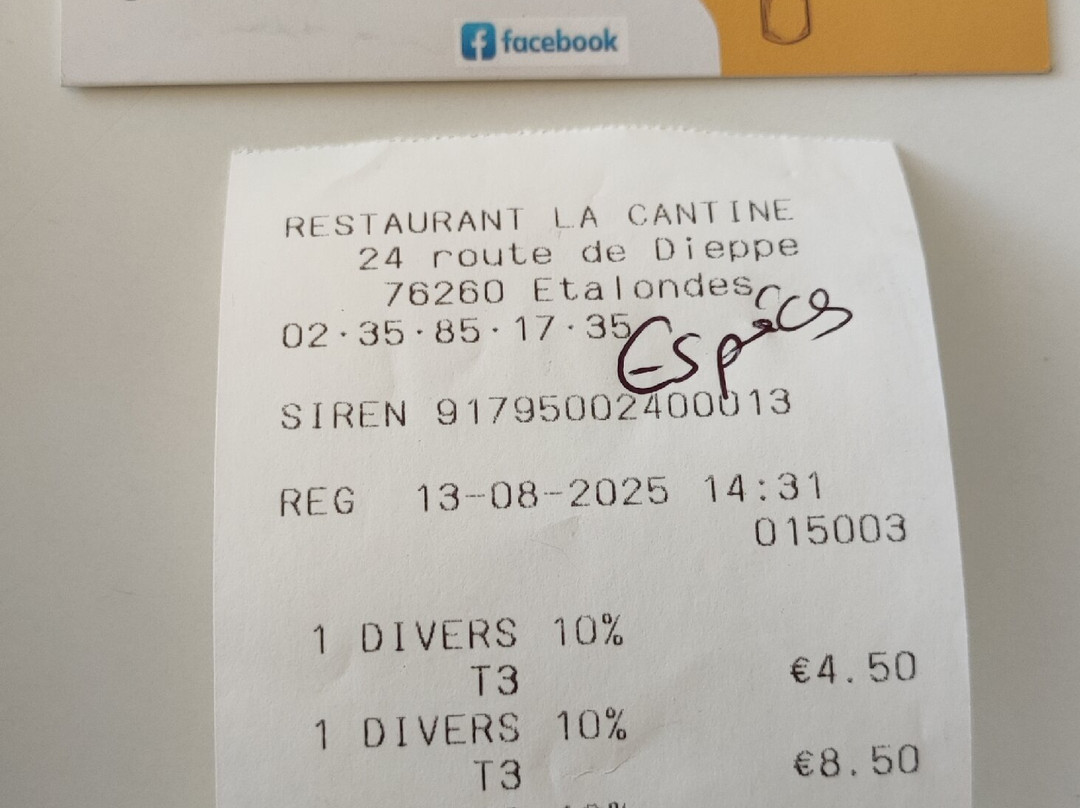 facebook
RESTAURANT LA CANTINE
24 route de Dieppe
76260 Etalondes
02·35·85·17·35
Espèces
SIREN 91795002400013
REG 13-08-2025 14:31
015003
1 DIVERS 10%
T3 €4.50
1 DIVERS 10%
T3 €8.50